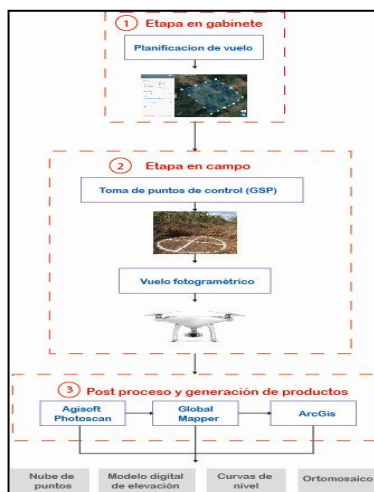 1 Etapa en gabinete
Planificacion de vuelo
2 Etapa en campo
Toma de puntos de control (GSP)
Vuelo fotogramètrico
3 Post proceso y generación de productos
Agisoft
Photoscan
Global
Mapper
ArcGis
Nube de
puntos
Modelo digital
de elevación
Curvas de
nivel
Ortomosaico